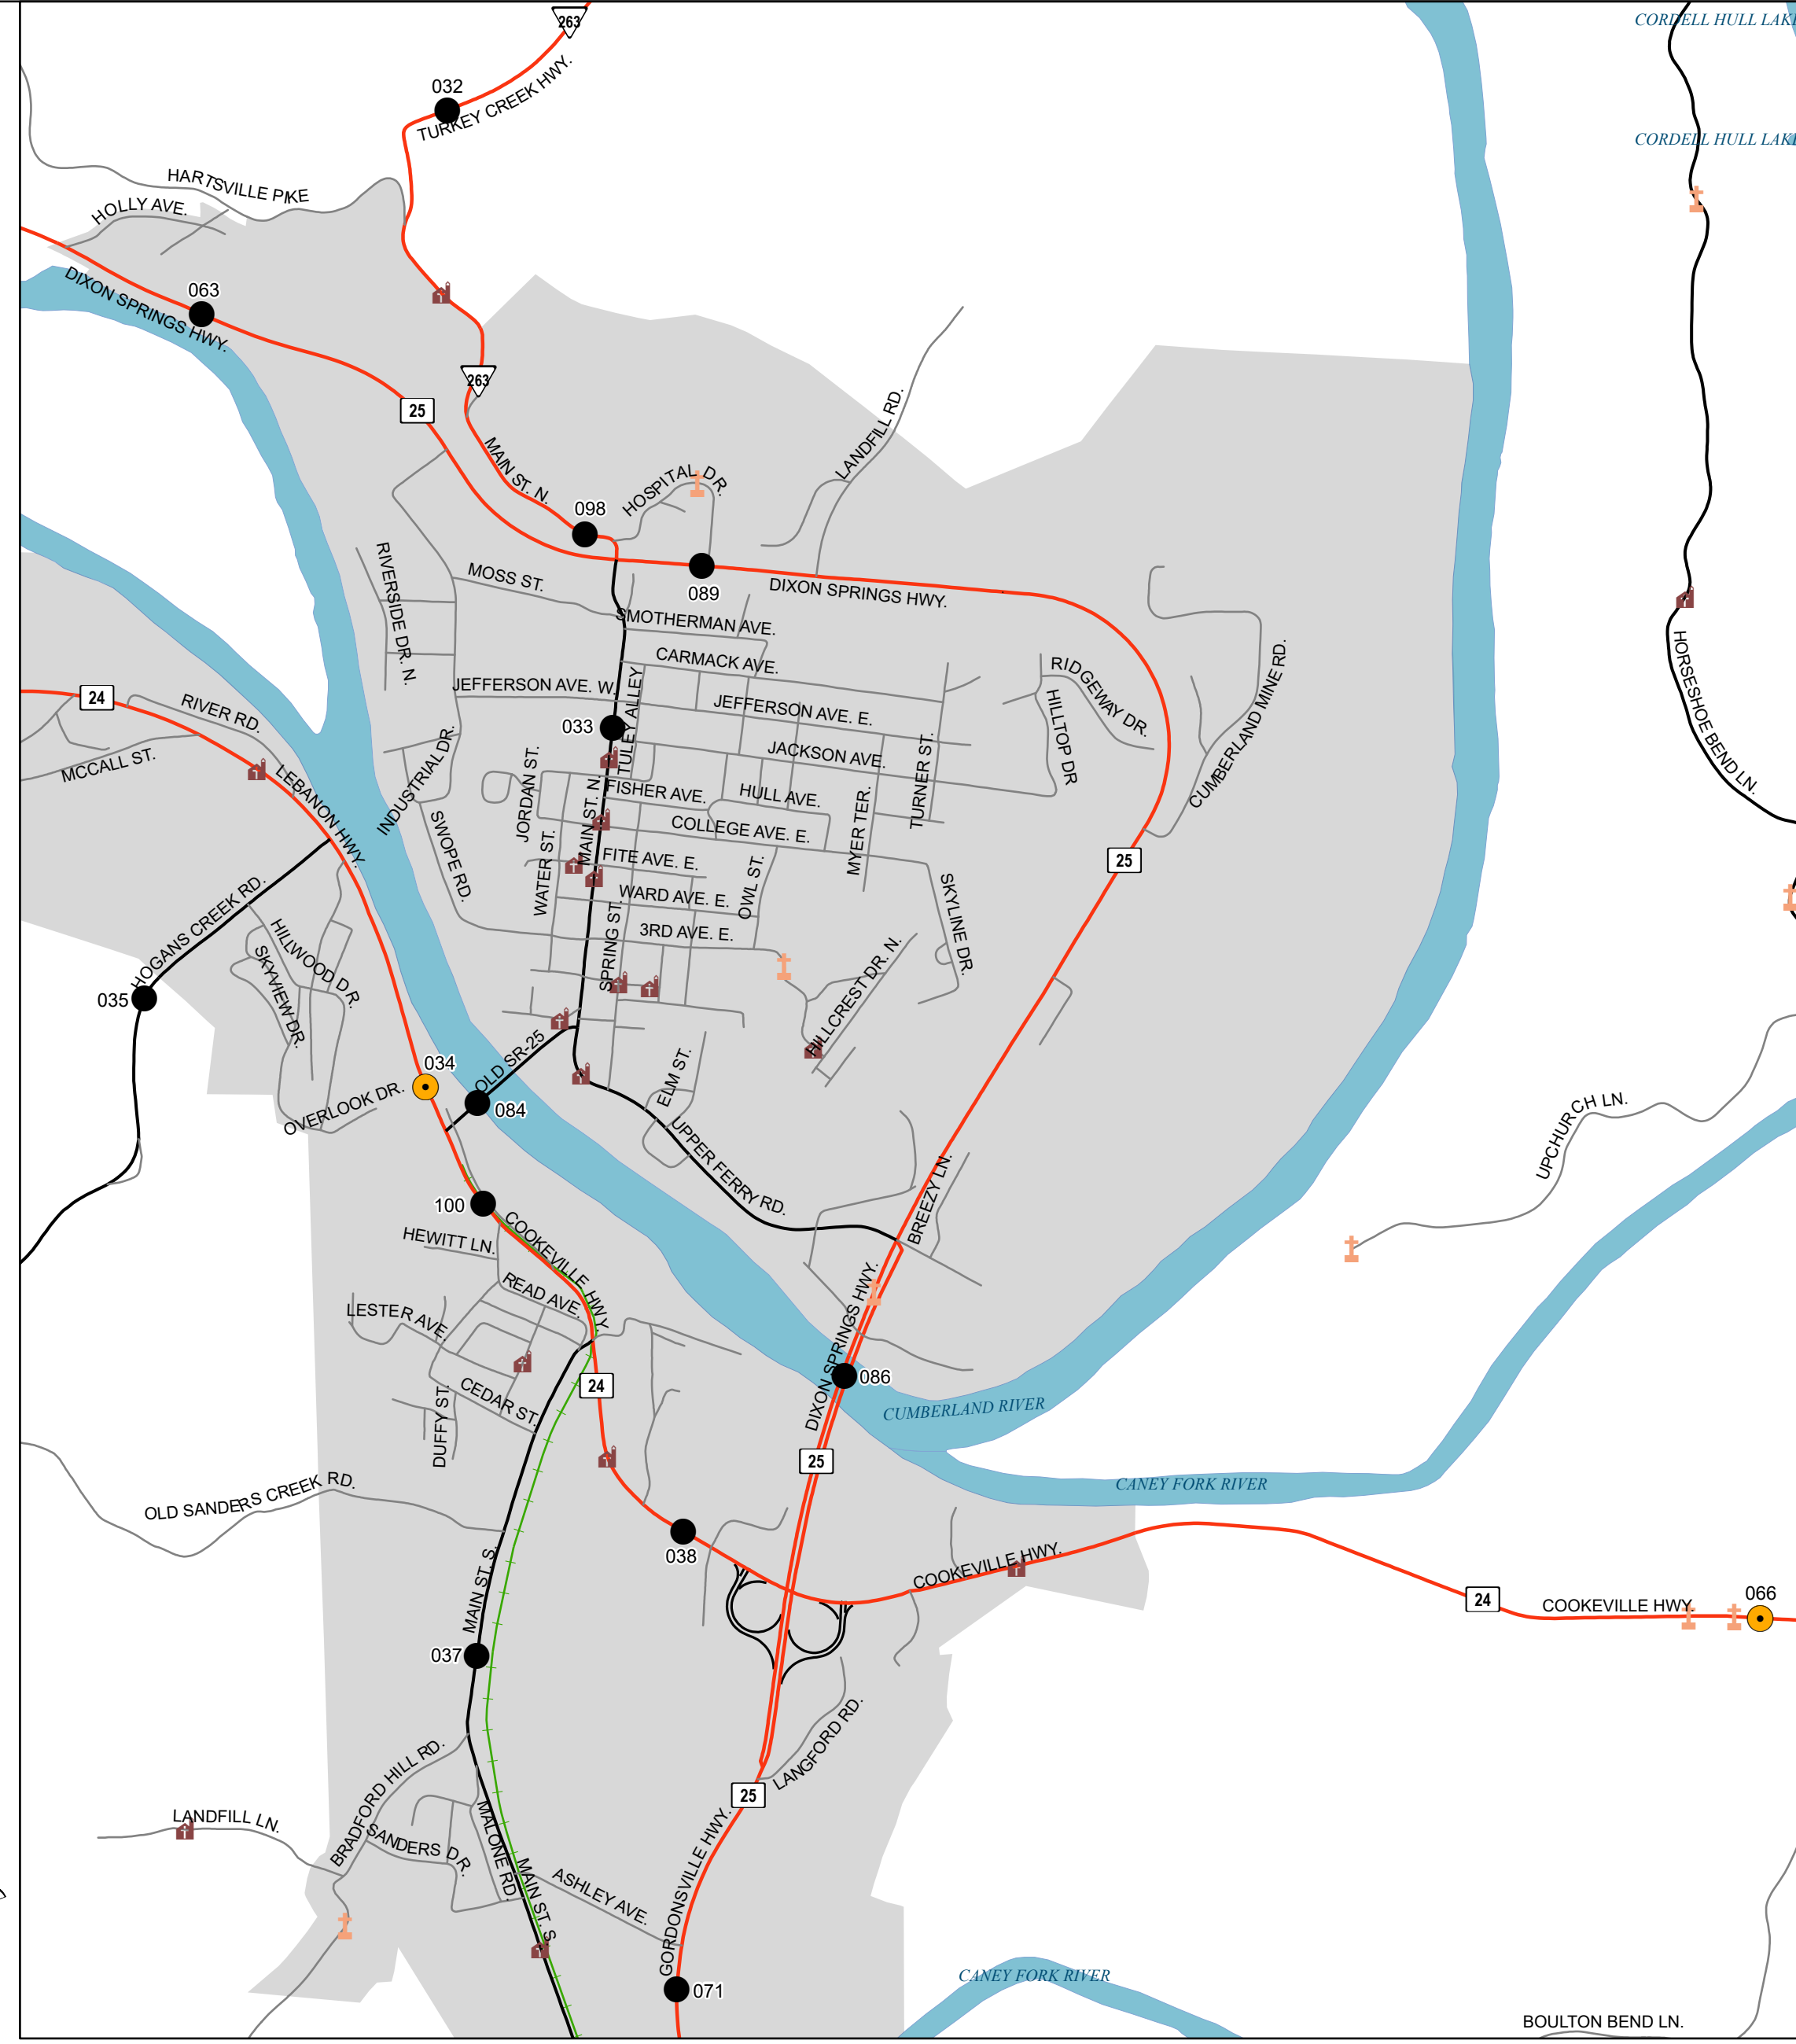 263
CORDELL HULL LAKE
032
TURKEY CREEK HWY.
CORDELL HULL LAKE
HARTSVILLE PIKE
HOLLY AVE.
063
DIXON SPRINGS HWY.
263
25
LANDFILL RD.
MAIN ST. N.
HOSPITAL DR.
098
089
RIVERSIDE DR. N.
MOSS ST.
DIXON SPRINGS HWY.
SMOTHERMAN AVE.
CARMACK AVE.
RIDGEWAY DR.
CUMBERLAND MINE RD.
HORSESHOE BEND LN.
24
RIVER RD.
JEFFERSON AVE. W.
TULEY ALLEY
JEFFERSON AVE. E.
HILLTOP DR
033
MCCALL ST.
INDUSTRIAL DR.
JORDAN ST.
JACKSON AVE.
TURNER ST.
LEBANON HWY.
MAIN ST. N.
FISHER AVE.
HULL AVE.
MYER TER.
SWOPE RD.
COLLEGE AVE. E.
25
WATER ST.
FITE AVE. E.
OWL ST.
SKYLINE DR.
HOGANS CREEK RD.
WARD AVE. E.
HILLWOOD DR.
SKYVIEW DR.
SPRING ST.
3RD AVE. E.
HILLCREST DR. N.
035
034
OLD SR-25
084
ELM ST.
OVERLOOK DR.
UPPER FERRY RD.
UPCHURCH LN.
100
BREEZY LN.
COOKEVILLE HWY.
HEWITT LN.
READ AVE.
LESTER AVE.
DIXON SPRINGS HWY.
086
24
CEDAR ST.
DUFFY ST.
CUMBERLAND RIVER
25
CANEY FORK RIVER
OLD SANDERS CREEK RD.
038
COOKEVILLE HWY.
MAIN ST. S.
24
COOKEVILLE HWY
066
037
LANGFORD RD.
BRADFORD HILL RD.
25
LANDFILL LN.
SANDERS DR.
MALONE RD.
MAIN ST. S
ASHLEY AVE.
GORDONSVILLE HWY.
071
CANEY FORK RIVER
BOULTON BEND LN.